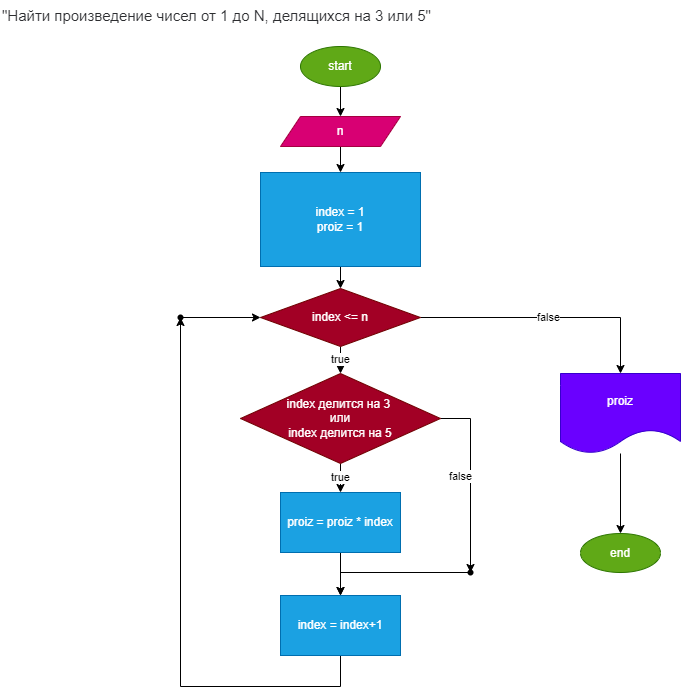 "Найти произведение чисел от 1 до N, делящихся на 3 или 5"
start
n
index = 1
proiz = 1
index <= n
false
true
proiz
index делится на 3
или
index делится на 5
true
false
proiz = proiz * index
end
index = index+1